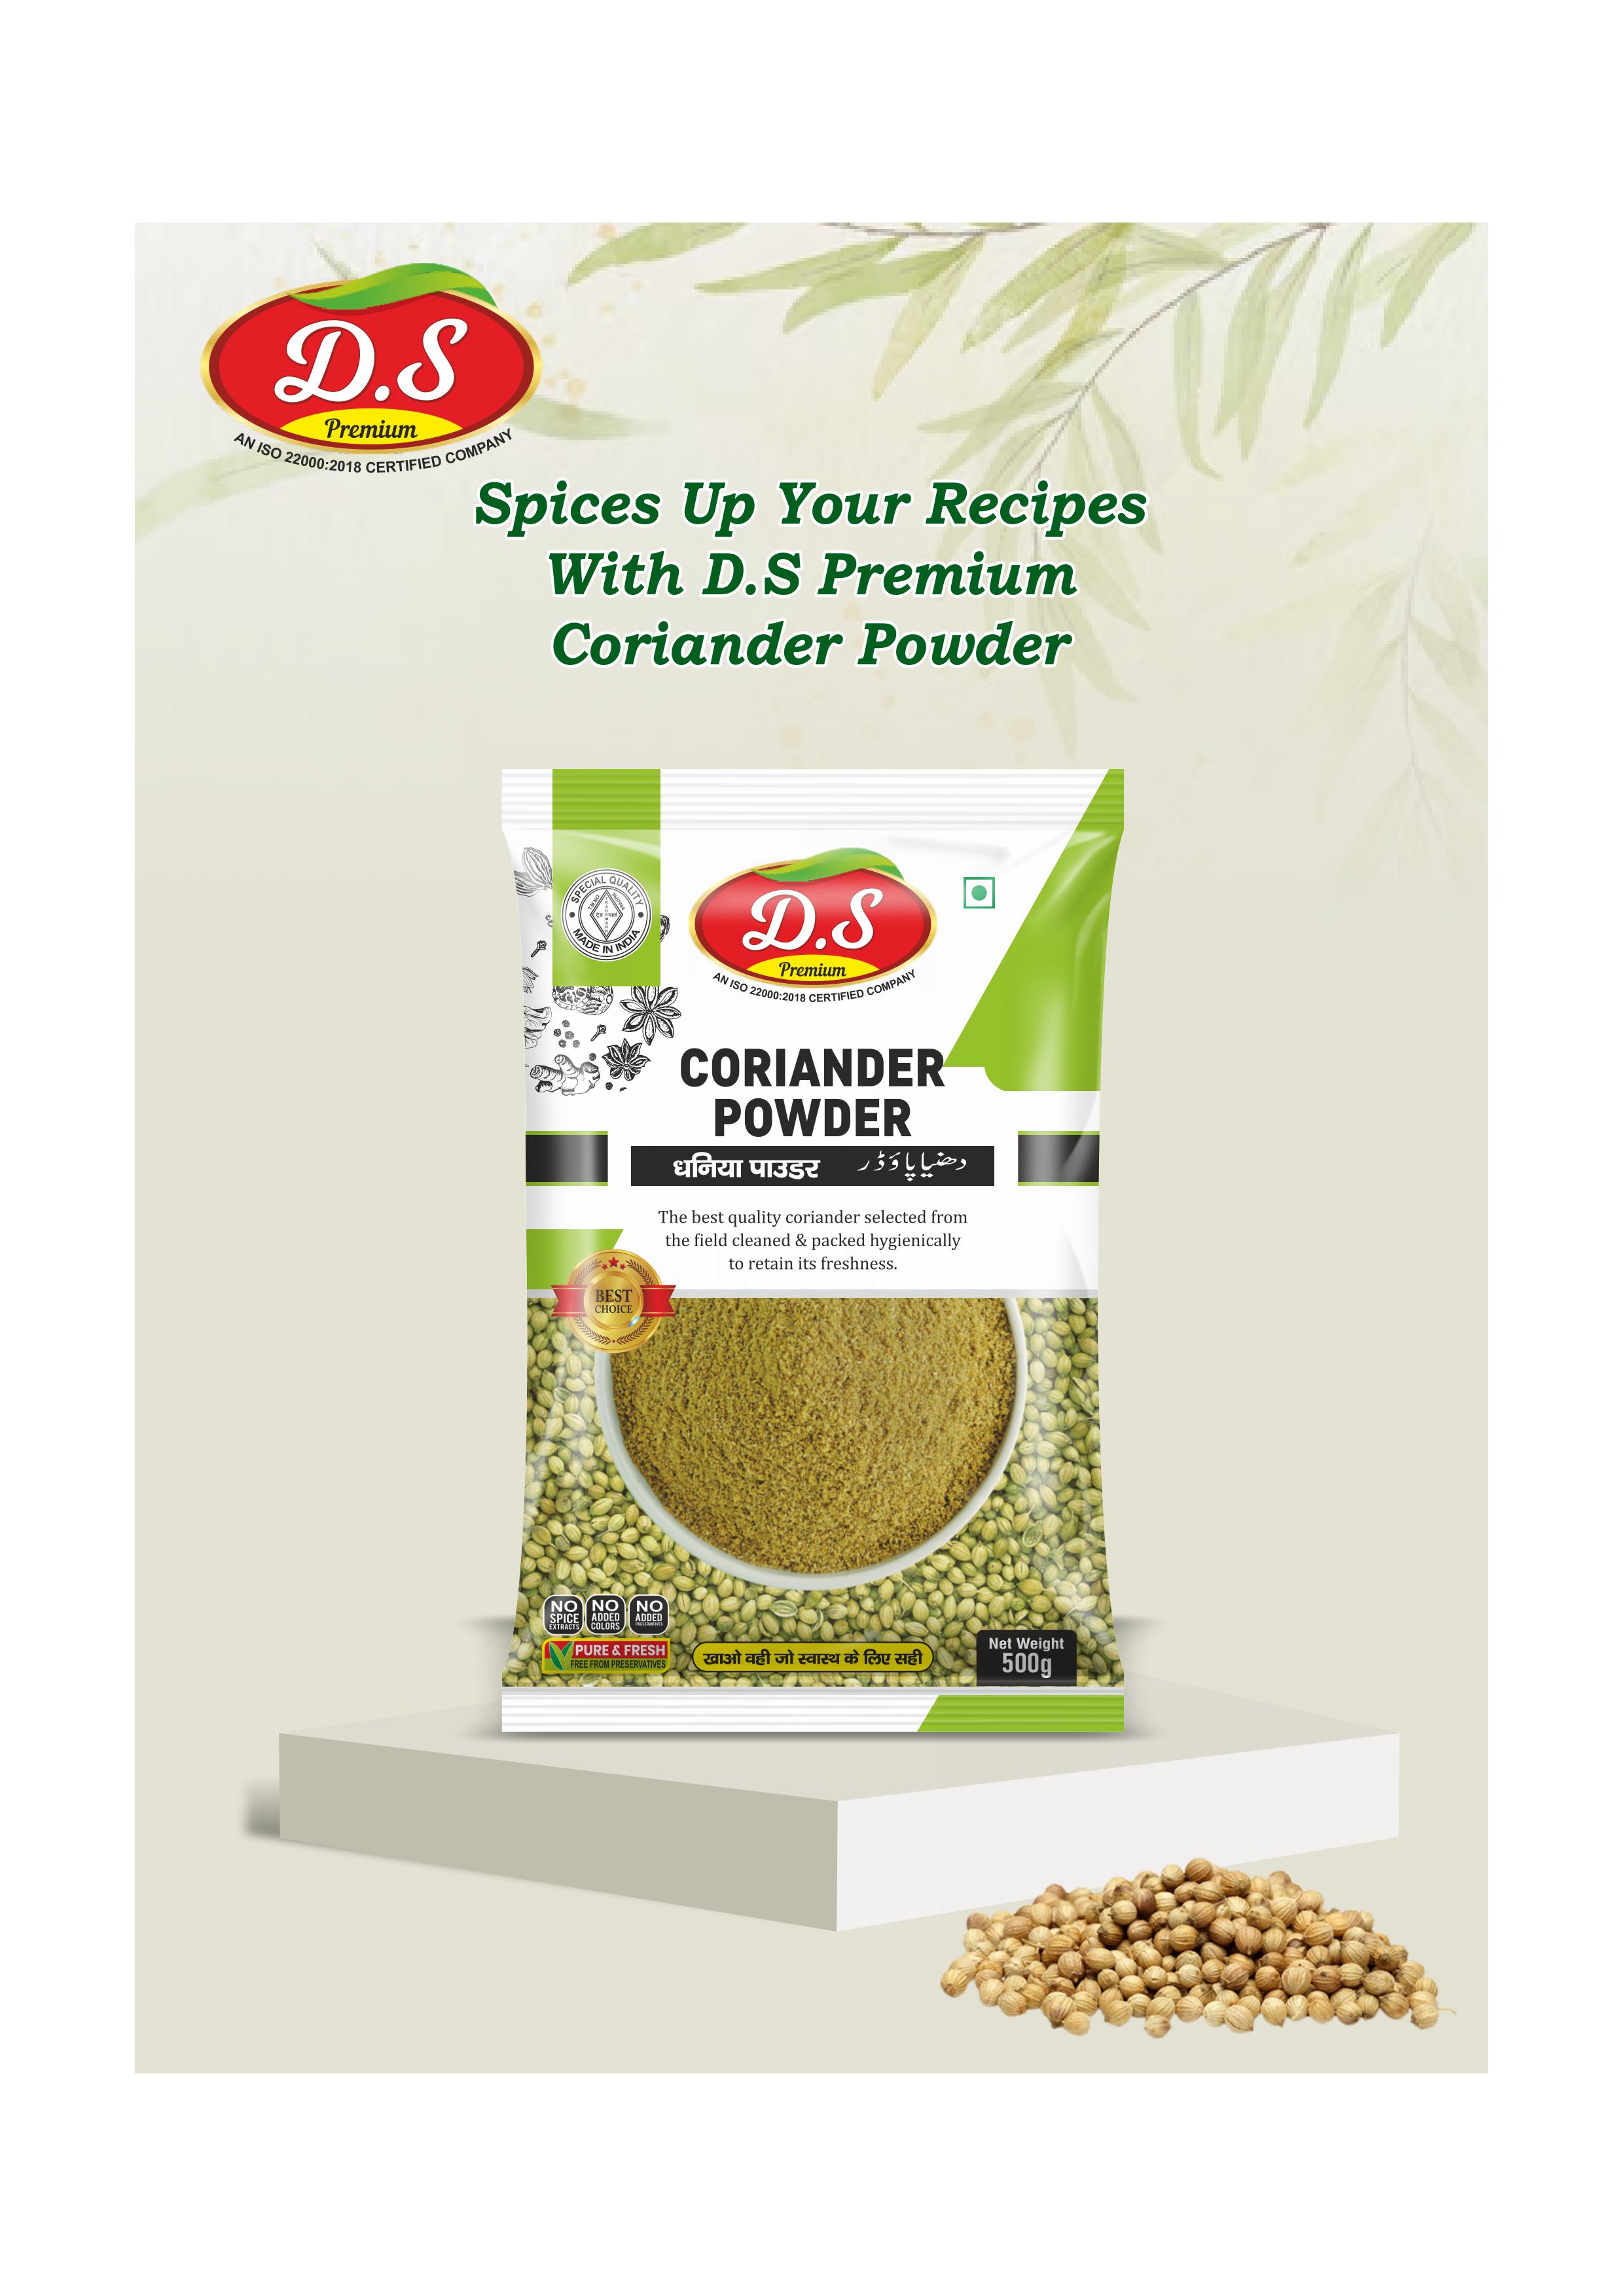 D.S
Premium
AN ISO 22000:2018 CERTIFIED COMPANY
Spices Up Your Recipes
With D.S Premium
Coriander Powder
SPECIAL QUALITY
MADE IN INDIA
D.S
Premium
AN ISO 22000:2018 CERTIFIED COMPANY
CORIANDER
POWDER
धनिया पाउडर دھنیا پاؤڈر
The best quality coriander selected from
the field cleaned & packed hygienically
to retain its freshness.
BEST
CHOICE
NO
SPICE
EXTRACTS
NO
ADDED
COLORS
NO
ADDED
PRESERVATIVES
PURE & FRESH
FREE FROM PRESERVATIVES
खाओ वही जो स्वास्थ के लिए सही
Net Weight
500g